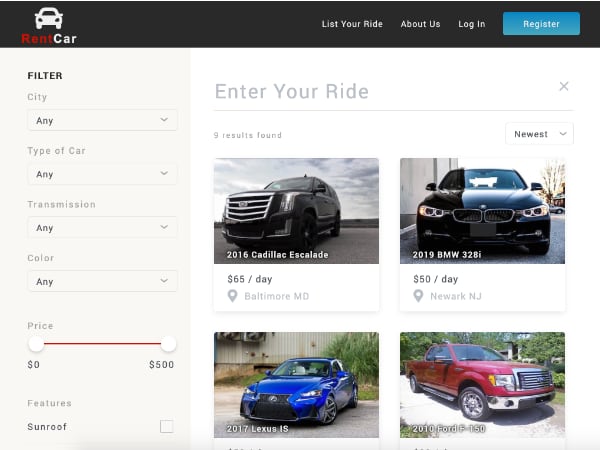 RentCar
List Your Ride
About Us
Log In
Register
FILTER
City
Any
Type of Car
Any
Transmission
Any
Color
Any
Price
$0
$500
Features
Sunroof
Enter Your Ride
9 results found
Newest
2016 Cadillac Escalade
$65 / day
Baltimore MD
2019 BMW 328i
$50 / day
Newark NJ
2017 Lexus IS
2010 Ford F-150